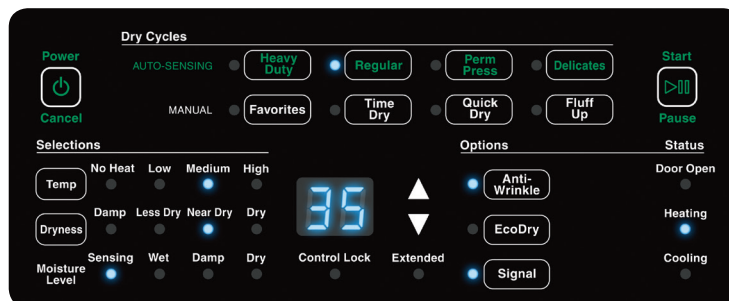 Dry Cycles
Power
Cancel
AUTO-SENSING Heavy Duty Regular Perm Press Delicates
MANUAL Favorites Time Dry Quick Dry Fluff Up
Start
Pause
Selections
Temp No Heat Low Medium High
Dryness Damp Less Dry Near Dry Dry
Moisture Level Sensing Wet Damp Dry
35
Control Lock Extended
Options
Anti-Wrinkle
EcoDry
Signal
Status
Door Open
Heating
Cooling